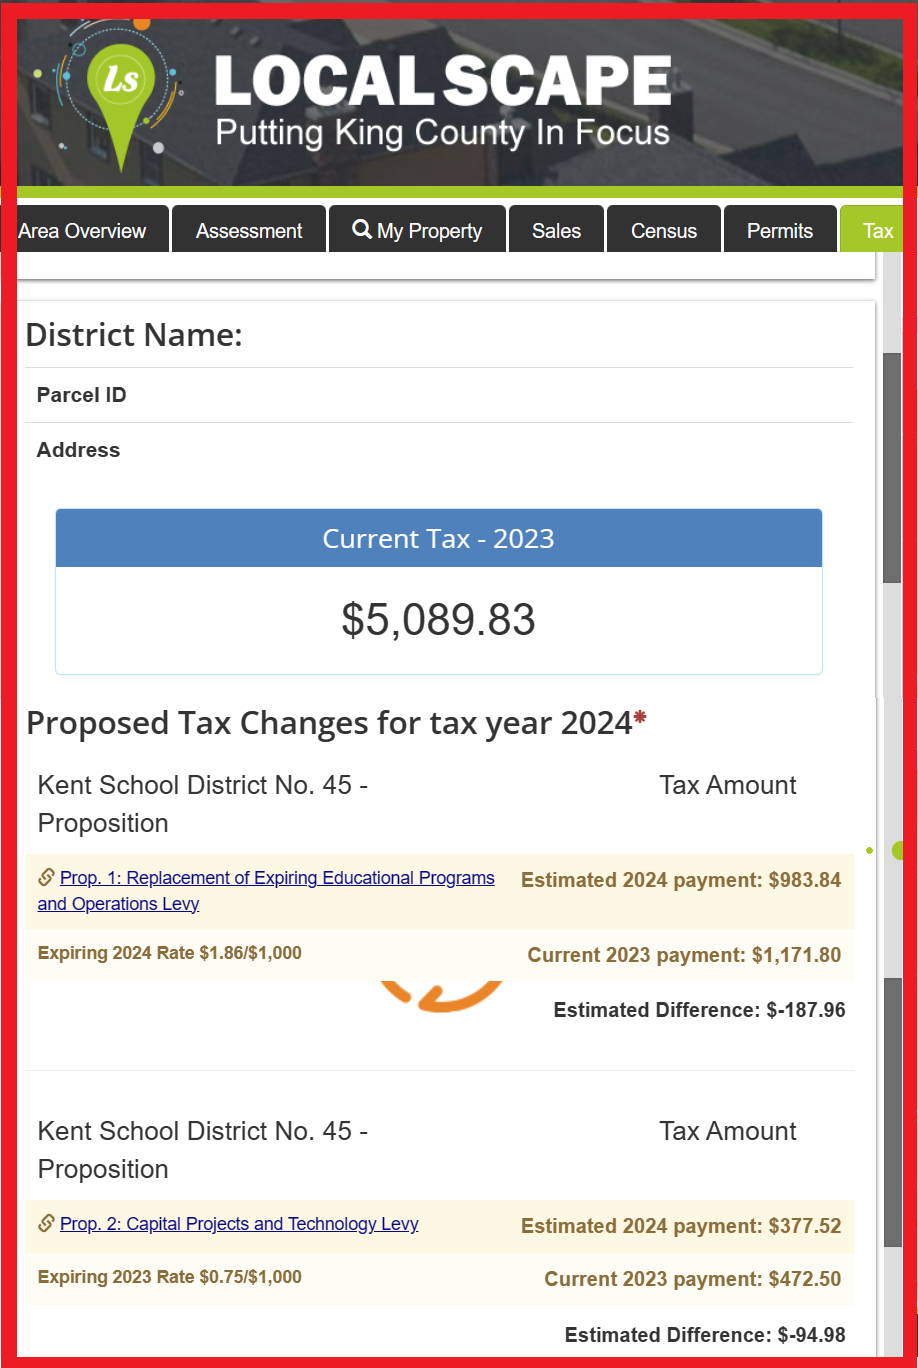 Ls
LOCALSCAPE
Putting King County In Focus
Area Overview Assessment My Property Sales Census Permits Tax
District Name:
Parcel ID
Address
Current Tax - 2023
$5,089.83
Proposed Tax Changes for tax year 2024*
Kent School District No. 45 - Tax Amount
Proposition
Prop. 1: Replacement of Expiring Educational Programs Estimated 2024 payment: $983.84
and Operations Levy
Expiring 2024 Rate $1.86/$1,000 Current 2023 payment: $1,171.80
Estimated Difference: $-187.96
Kent School District No. 45 - Tax Amount
Proposition
Prop. 2: Capital Projects and Technology Levy Estimated 2024 payment: $377.52
Expiring 2023 Rate $0.75/$1,000 Current 2023 payment: $472.50
Estimated Difference: $-94.98